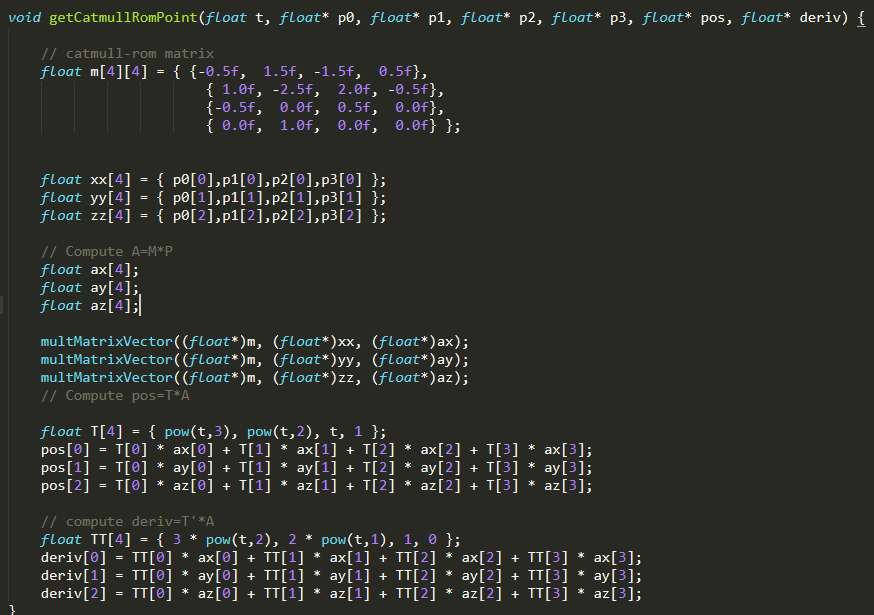 void getCatmullRomPoint(float t, float* p0, float* p1, float* p2, float* p3, float* pos, float* deriv) {
// catmull-rom matrix
float m[4][4] = { {-0.5f,  1.5f, -1.5f,  0.5f},
{ 1.0f, -2.5f,  2.0f, -0.5f},
{-0.5f,  0.0f,  0.5f,  0.0f},
{ 0.0f,  1.0f,  0.0f,  0.0f} };
float xx[4] = { p0[0],p1[0],p2[0],p3[0] };
float yy[4] = { p0[1],p1[1],p2[1],p3[1] };
float zz[4] = { p0[2],p1[2],p2[2],p3[2] };
// Compute A=M*P
float ax[4];
float ay[4];
float az[4];
multMatrixVector((float*)m, (float*)xx, (float*)ax);
multMatrixVector((float*)m, (float*)yy, (float*)ay);
multMatrixVector((float*)m, (float*)zz, (float*)az);
// Compute pos=T*A
float T[4] = { pow(t,3), pow(t,2), t, 1 };
pos[0] = T[0] * ax[0] + T[1] * ax[1] + T[2] * ax[2] + T[3] * ax[3];
pos[1] = T[0] * ay[0] + T[1] * ay[1] + T[2] * ay[2] + T[3] * ay[3];
pos[2] = T[0] * az[0] + T[1] * az[1] + T[2] * az[2] + T[3] * az[3];
// compute deriv=T'*A
float TT[4] = { 3 * pow(t,2), 2 * pow(t,1), 1, 0 };
deriv[0] = TT[0] * ax[0] + TT[1] * ax[1] + TT[2] * ax[2] + TT[3] * ax[3];
deriv[1] = TT[0] * ay[0] + TT[1] * ay[1] + TT[2] * ay[2] + TT[3] * ay[3];
deriv[2] = TT[0] * az[0] + TT[1] * az[1] + TT[2] * az[2] + TT[3] * az[3];
}